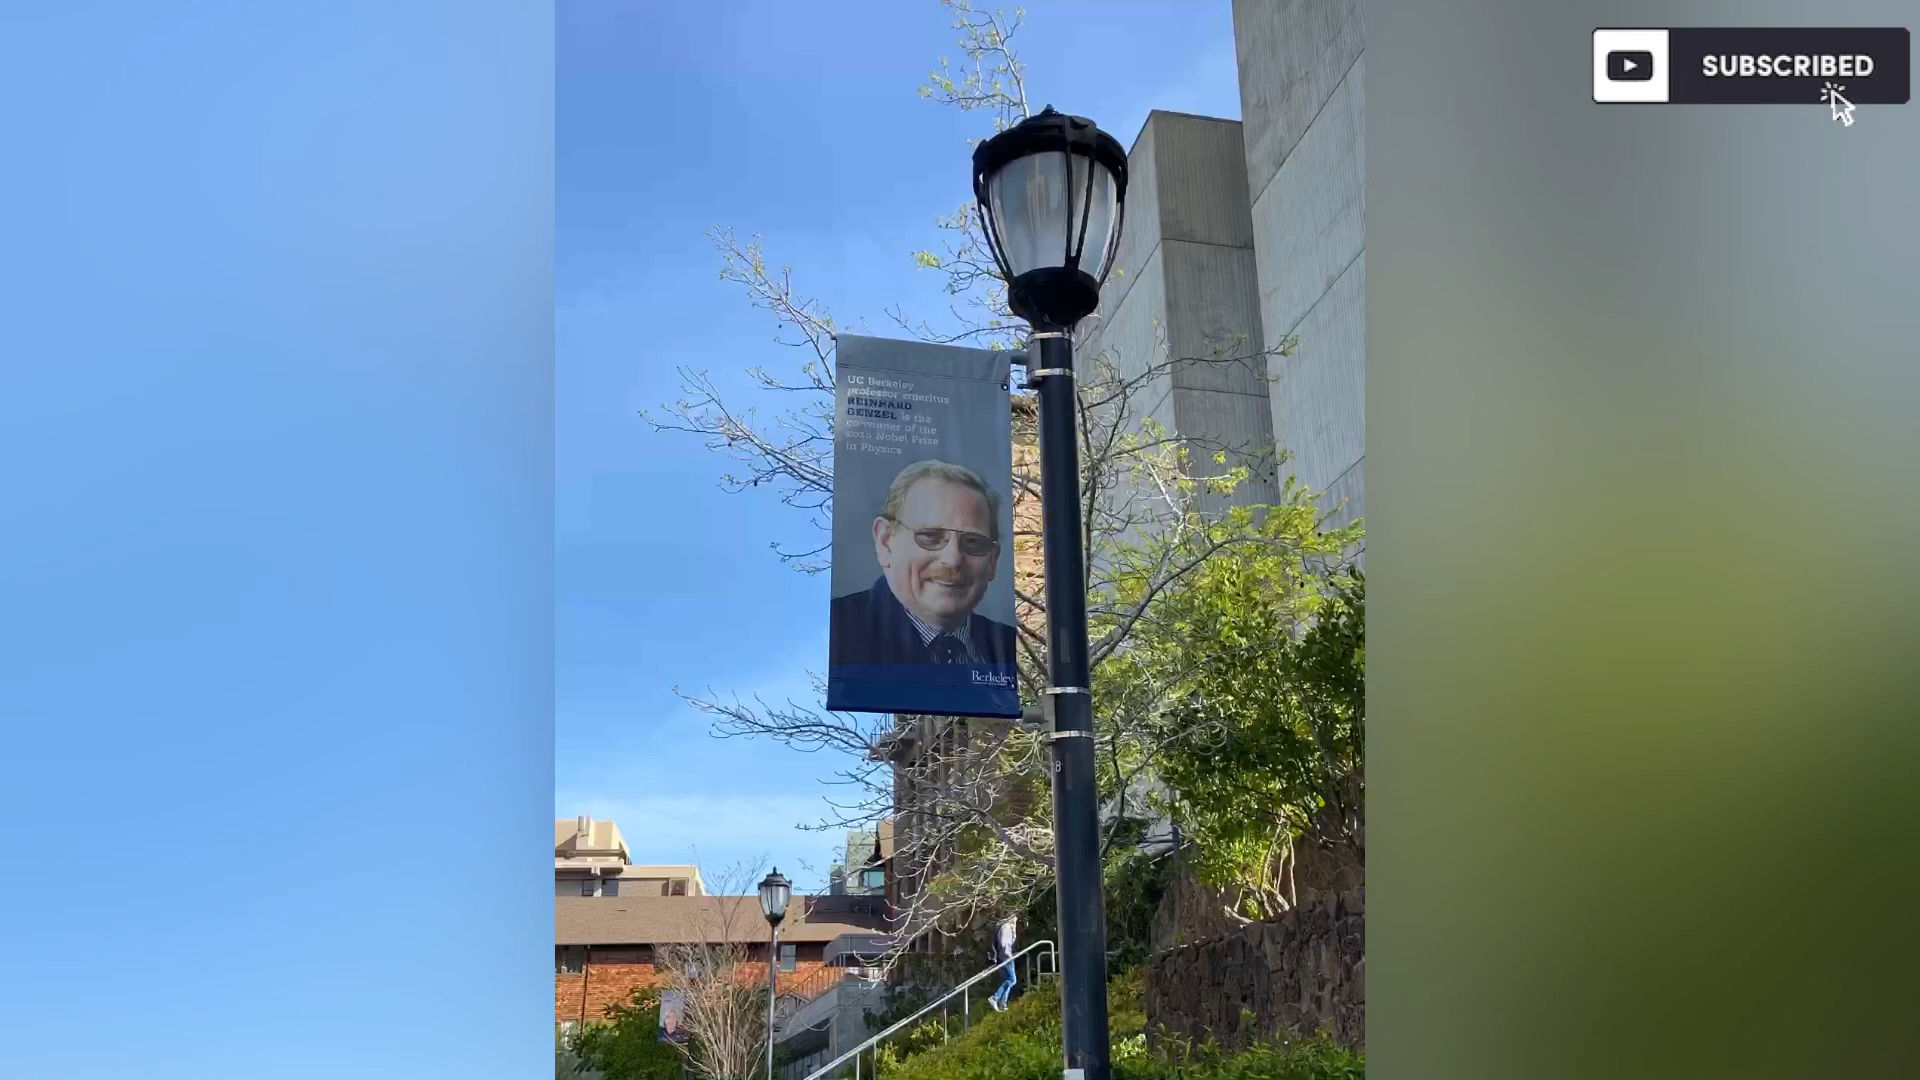 SUBSCRIBED
UC Berkeley
professor emeritus
REINHARD
GENZEL is the
co-winner of the
2020 Nobel Prize
in Physics
Berkeley
8